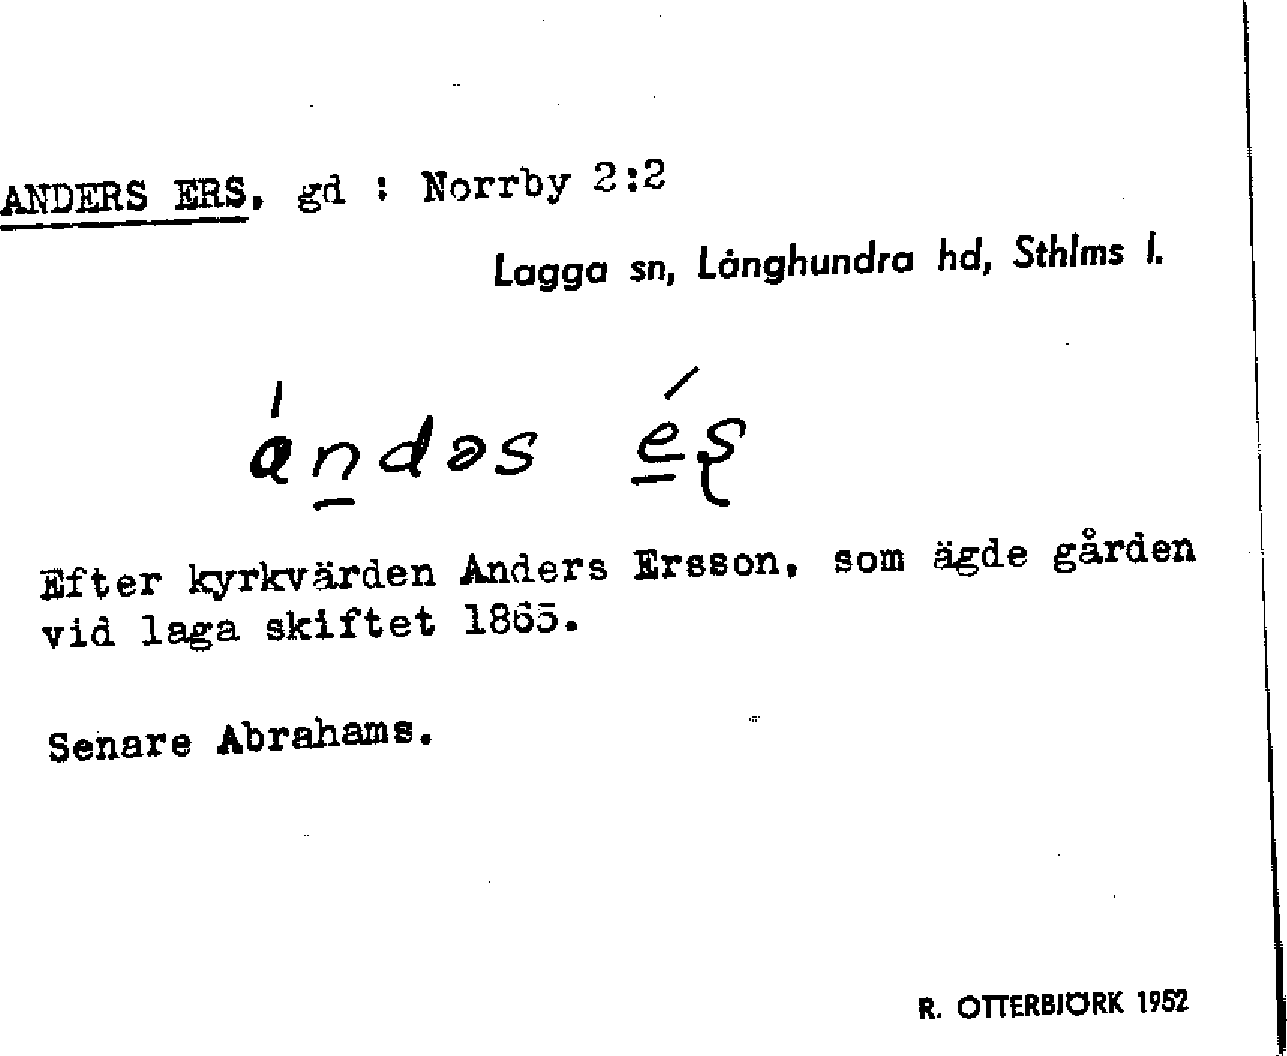 ANDERS ERS, gd : Norrby 2:2
Lagga sn, Långhundra hd, Sthlms l.
ándəs és̨
Efter kyrkvärden Anders Ersson, som ägde gården
vid laga skiftet 1865.
Senare Abrahams.
R. OTTERBJÖRK 1952